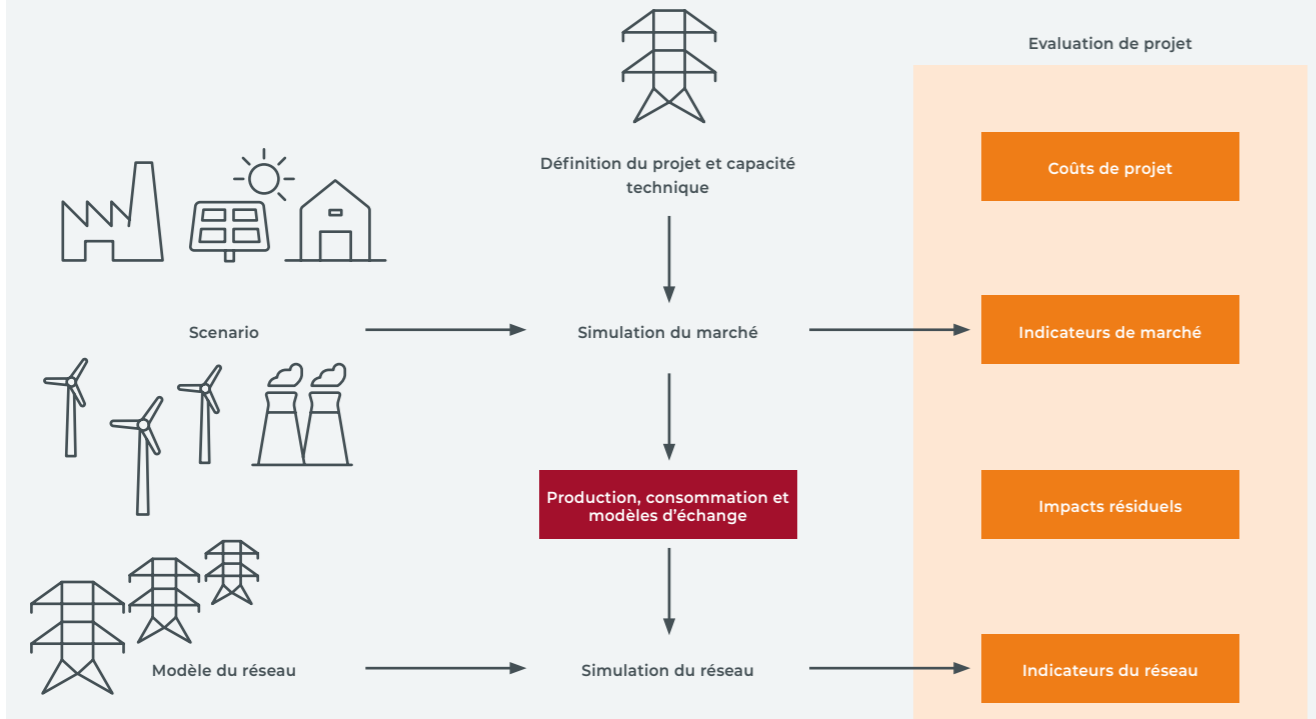 Evaluation de projet
Définition du projet et capacité
technique
Coûts de projet
Scenario
Simulation du marché
Indicateurs de marché
Production, consommation et
modèles d’échange
Impacts résiduels
Modèle du réseau
Simulation du réseau
Indicateurs du réseau